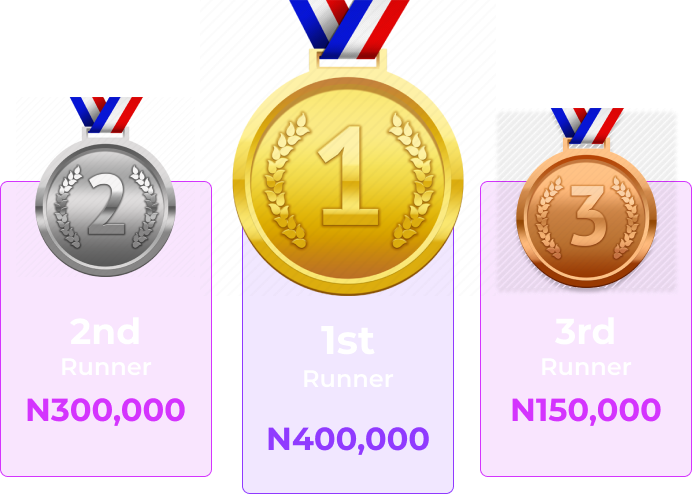 2
2nd
Runner
N300,000
1
1st
Runner
N400,000
3
3rd
Runner
N150,000